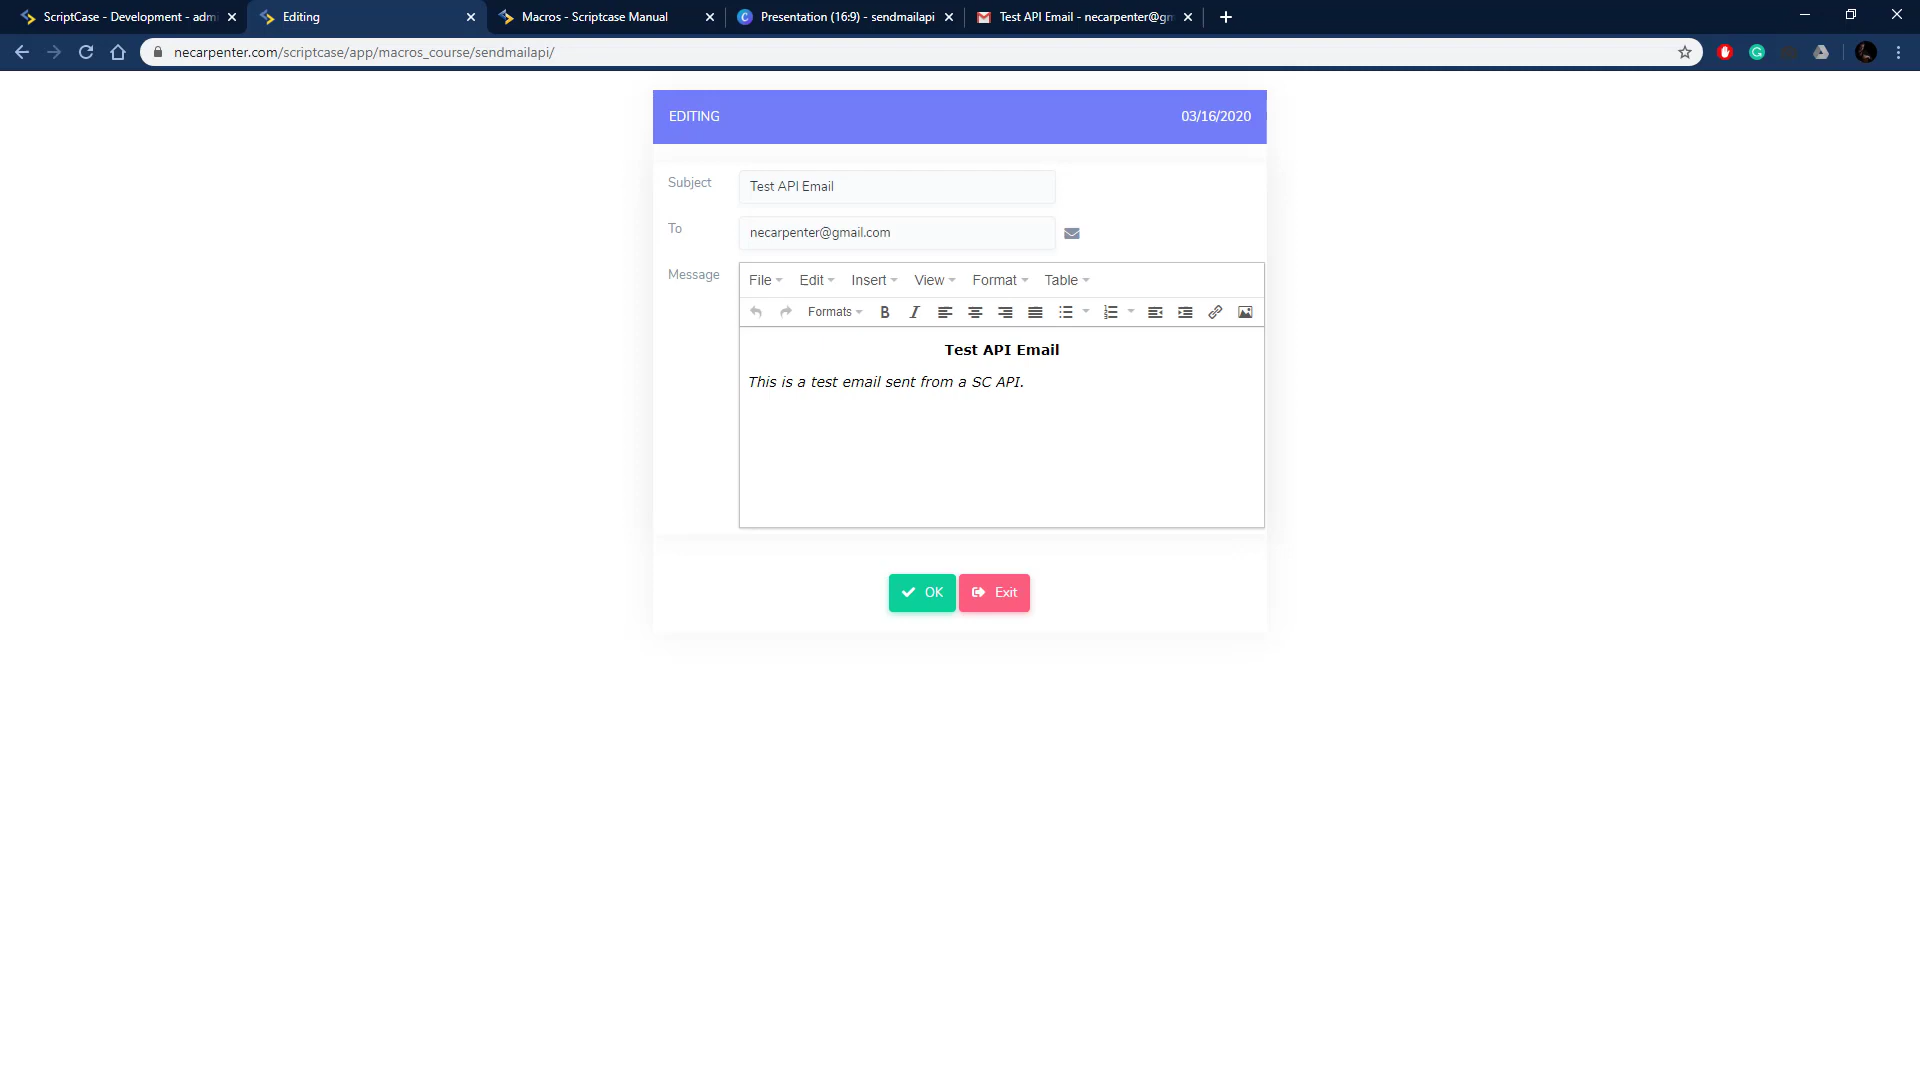 ScriptCase - Development - admi
Editing
Macros - Scriptcase Manual
Presentation (16:9) - sendmailapi
Test API Email - necarpenter@gm
necarpenter.com/scriptcase/app/macros_course/sendmailapi/
EDITING
03/16/2020
Subject
Test API Email
To
necarpenter@gmail.com
Message
File
Edit
Insert
View
Format
Table
Formats
B
I
Test API Email
This is a test email sent from a SC API.
OK
Exit